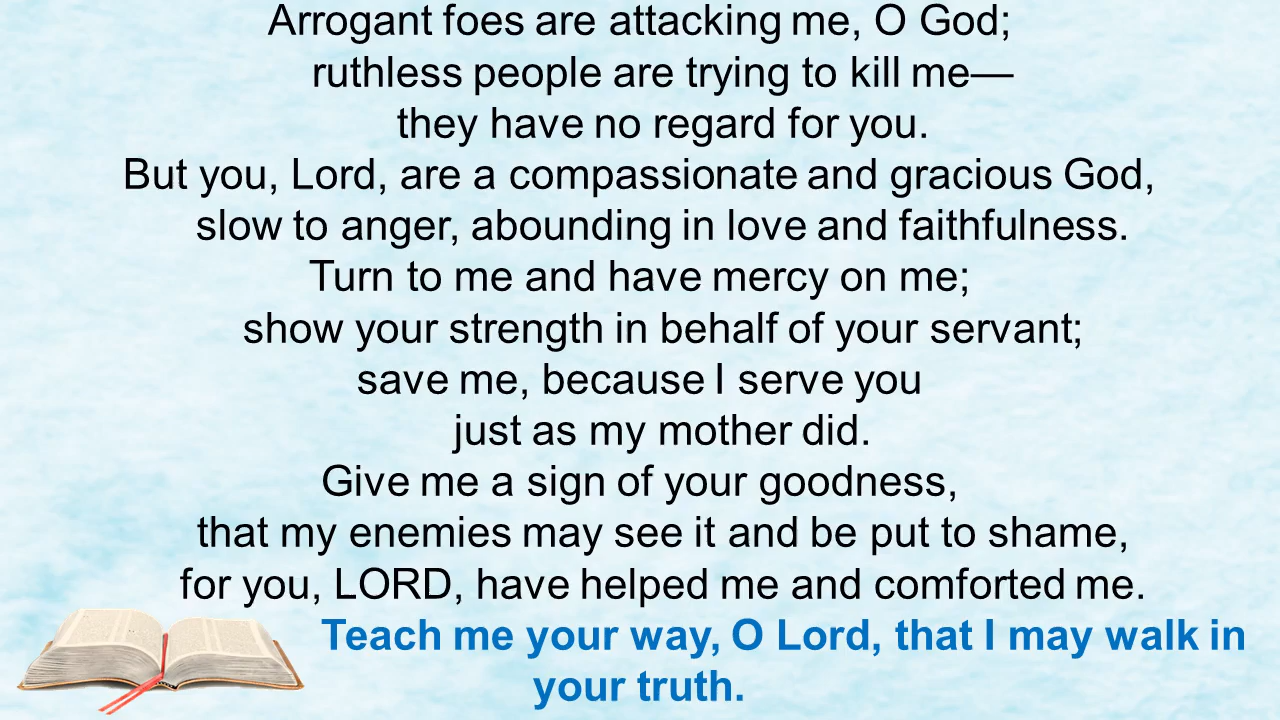 Arrogant foes are attacking me, O God;
ruthless people are trying to kill me—
they have no regard for you.
But you, Lord, are a compassionate and gracious God,
slow to anger, abounding in love and faithfulness.
Turn to me and have mercy on me;
show your strength in behalf of your servant;
save me, because I serve you
just as my mother did.
Give me a sign of your goodness,
that my enemies may see it and be put to shame,
for you, LORD, have helped me and comforted me.
Teach me your way, O Lord, that I may walk in
your truth.